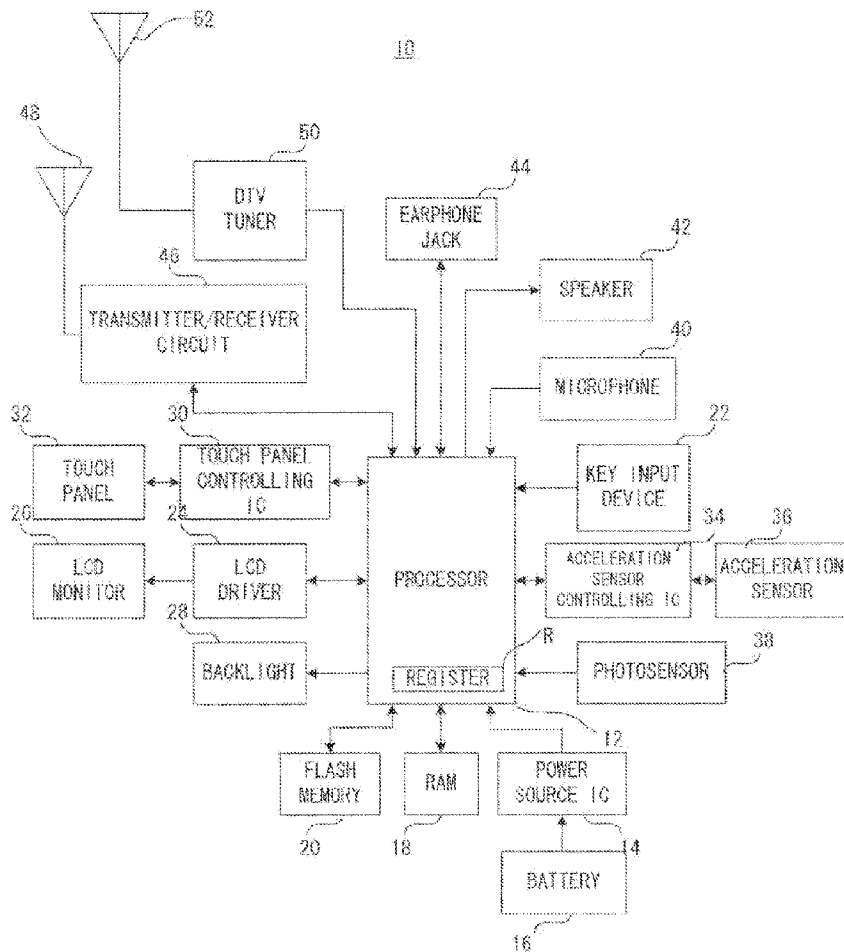 52
10
48
50
DTV
TUNER
44
EARPHONE
JACK
42
SPEAKER
46
TRANSMITTER/RECEIVER
CIRCUIT
40
MICROPHONE
32
TOUCH
PANEL
30
TOUCH PANEL
CONTROLLING
IC
22
KEY INPUT
DEVICE
26
LCD
MONITOR
24
LCD
DRIVER
PROCESSOR
34
ACCELERATION
SENSOR
CONTROLLING IC
36
ACCELERATION
SENSOR
28
BACKLIGHT
R
REGISTER
PHOTOSENSOR
38
12
FLASH
MEMORY
20
RAM
18
POWER
SOURCE IC
14
BATTERY
16